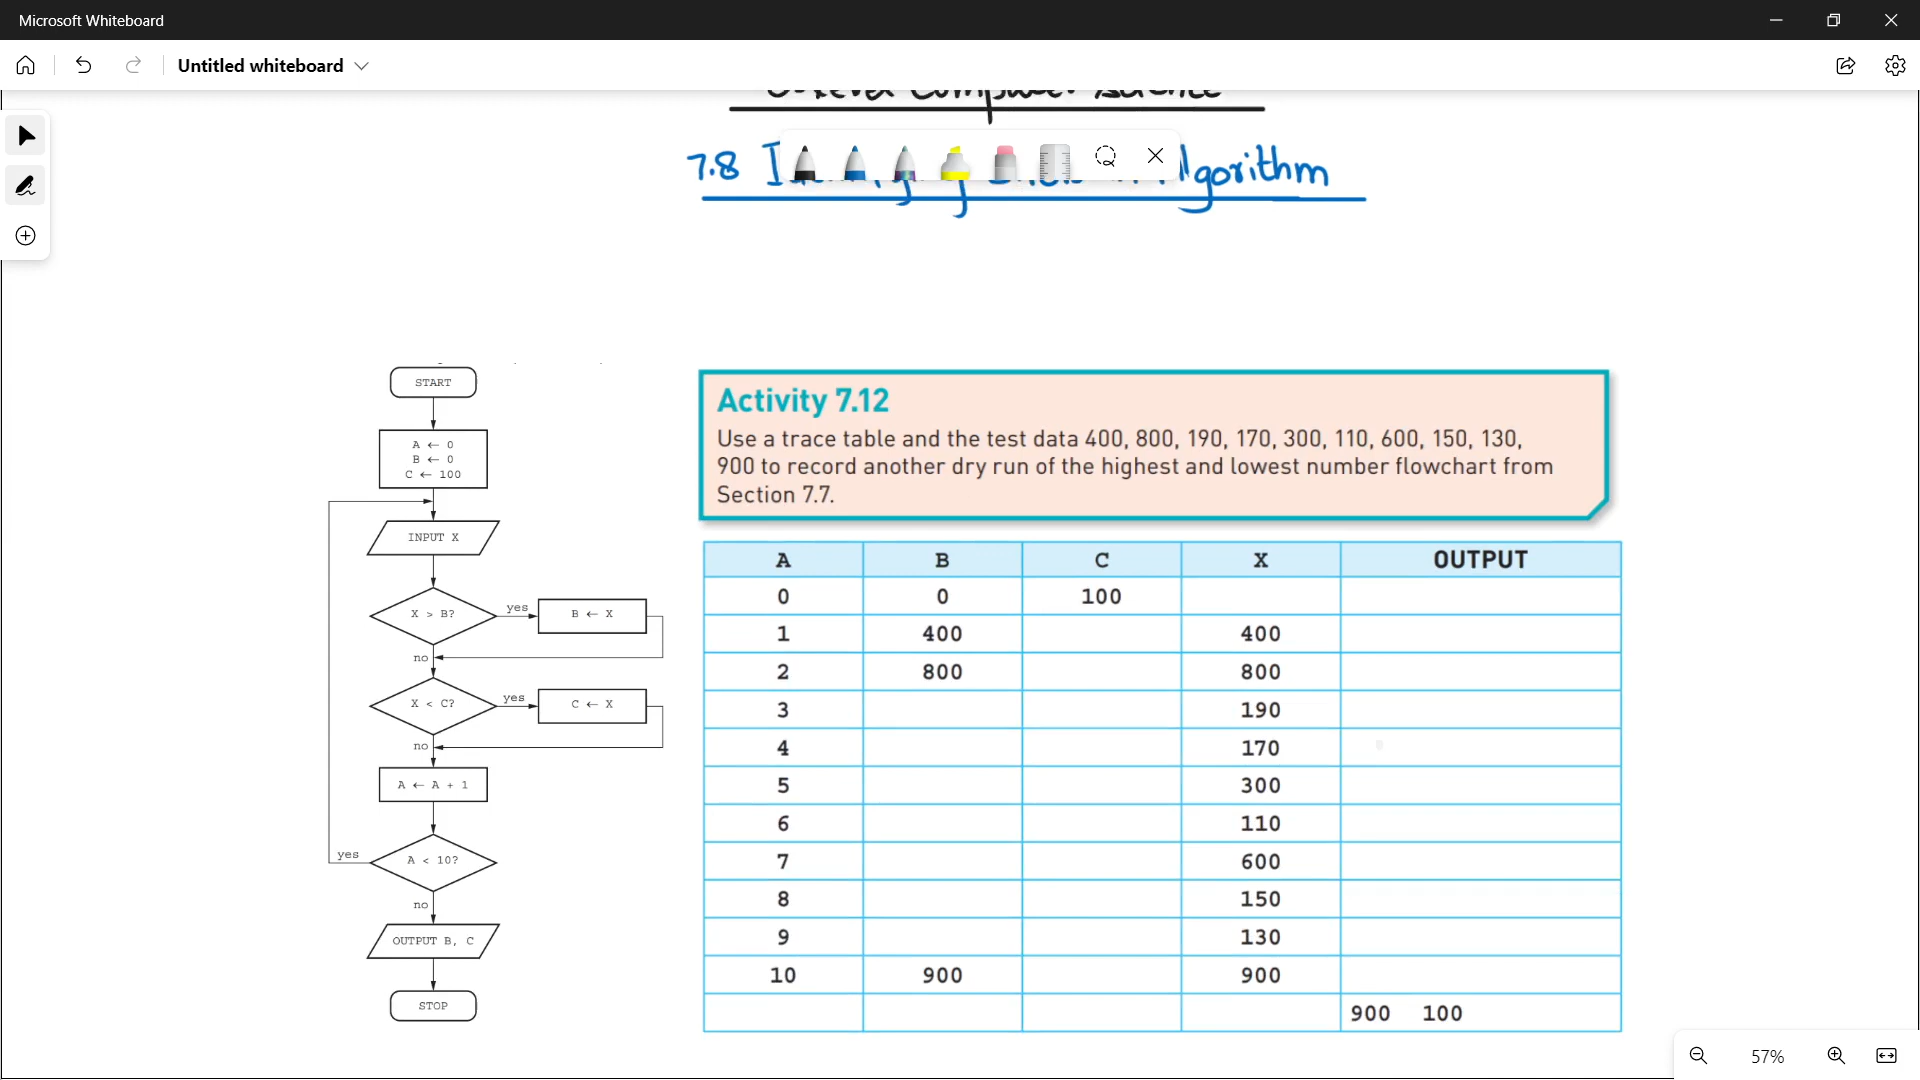 Microsoft Whiteboard
Untitled whiteboard
7.8
lgorithm
START
A ← 0
B ← 0
C ← 100
INPUT X
X > B?
yes
B ← X
no
X < C?
yes
C ← X
no
A ← A + 1
A < 10?
yes
no
OUTPUT B, C
STOP
Activity 7.12
Use a trace table and the test data 400, 800, 190, 170, 300, 110, 600, 150, 130,
900 to record another dry run of the highest and lowest number flowchart from
Section 7.7.
A B C X OUTPUT
0 0 100
1 400 400
2 800 800
3 190
4 170
5 300
6 110
7 600
8 150
9 130
10 900 900
900 100
57%